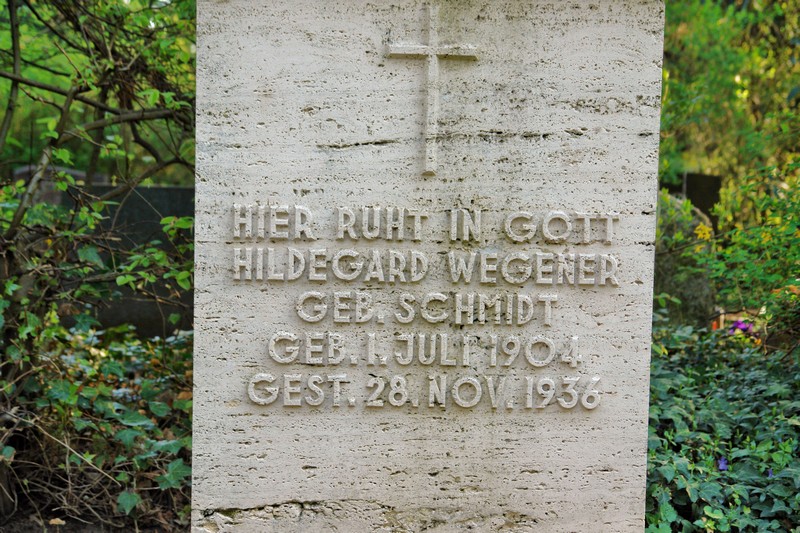 HIER RUHT IN GOTT
HILDEGARD WEGENER
GEB. SCHMIDT
GEB. 1. JULI 1904
GEST. 28. NOV. 1936